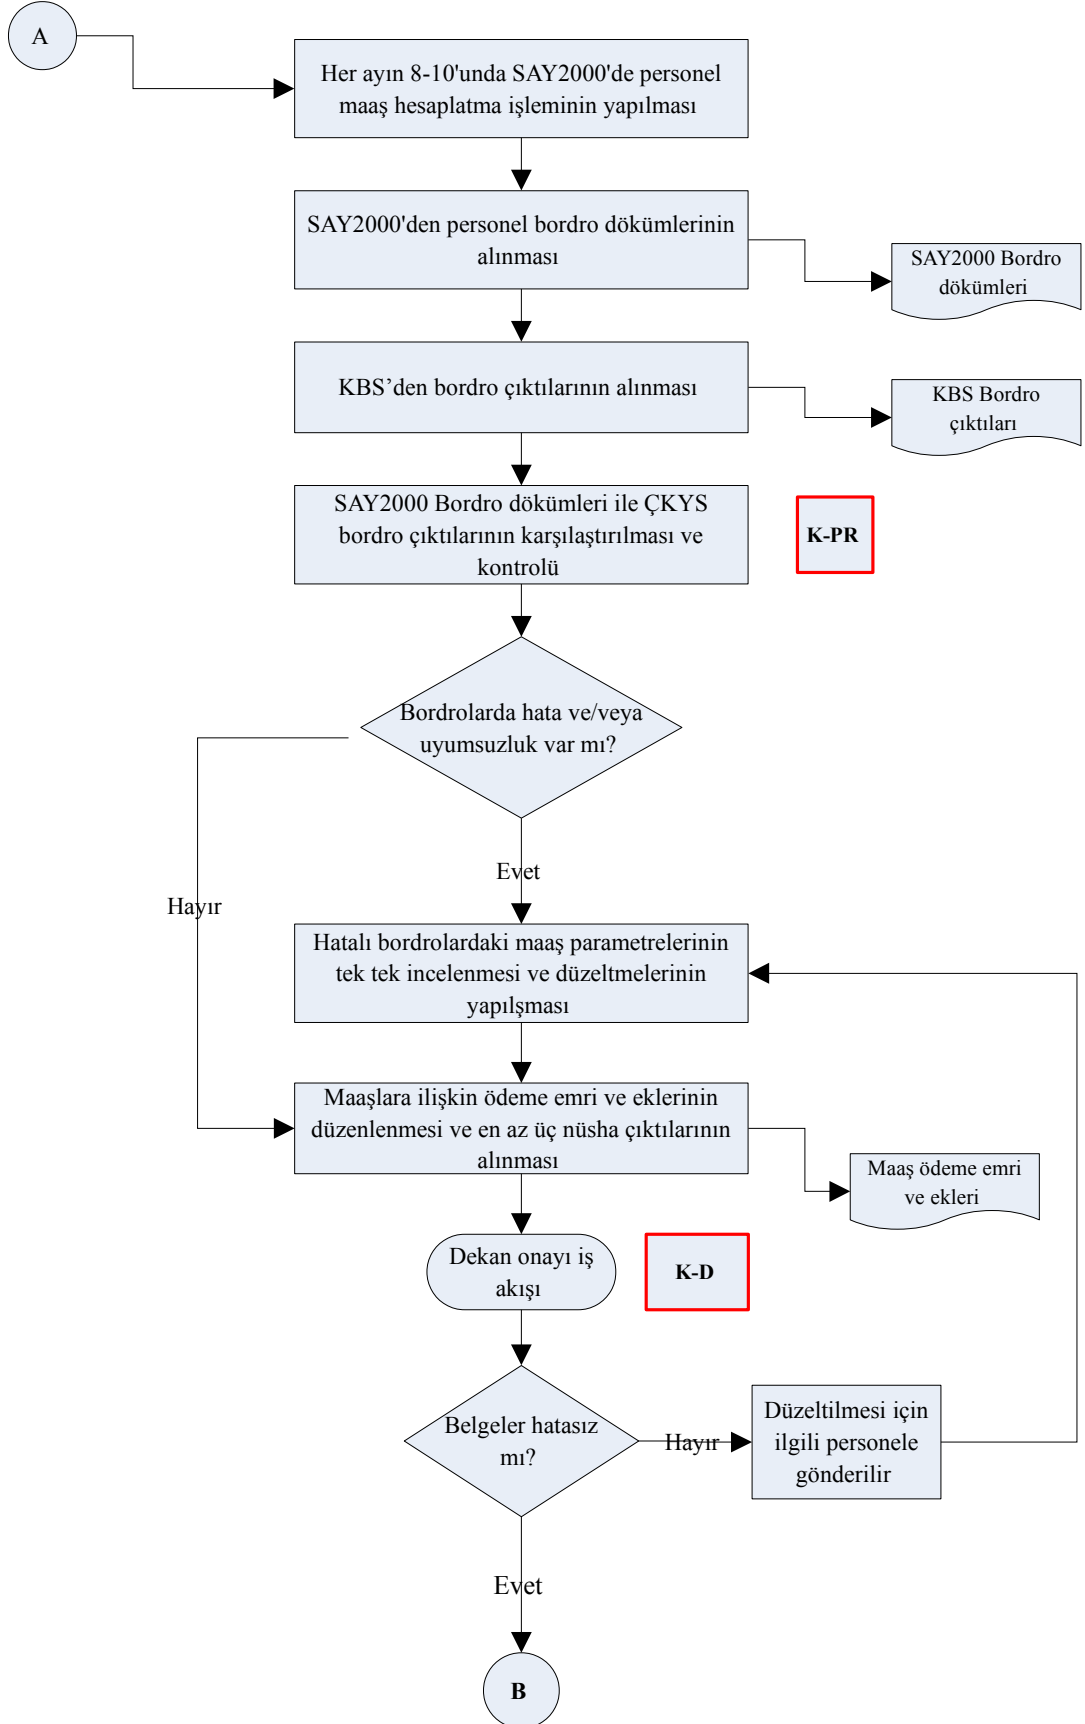 A
Her ayın 8-10'unda SAY2000'de personel
maaş hesaplatma işleminin yapılması
SAY2000'den personel bordro dökümlerinin
alınması
SAY2000 Bordro
dökümleri
KBS’den bordro çıktılarının alınması
KBS Bordro
çıktıları
SAY2000 Bordro dökümleri ile ÇKYS
bordro çıktılarının karşılaştırılması ve
kontrolü
K-PR
Bordrolarda hata ve/veya
uyumsuzluk var mı?
Evet
Hayır
Hatalı bordrolardaki maaş parametrelerinin
tek tek incelenmesi ve düzeltmelerinin
yapılşması
Maaşlara ilişkin ödeme emri ve eklerinin
düzenlenmesi ve en az üç nüsha çıktılarının
alınması
Maaş ödeme emri
ve ekleri
Dekan onayı iş
akışı
K-D
Belgeler hatasız
mı?
Hayır
Düzeltilmesi için
ilgili personele
gönderilir
Evet
B